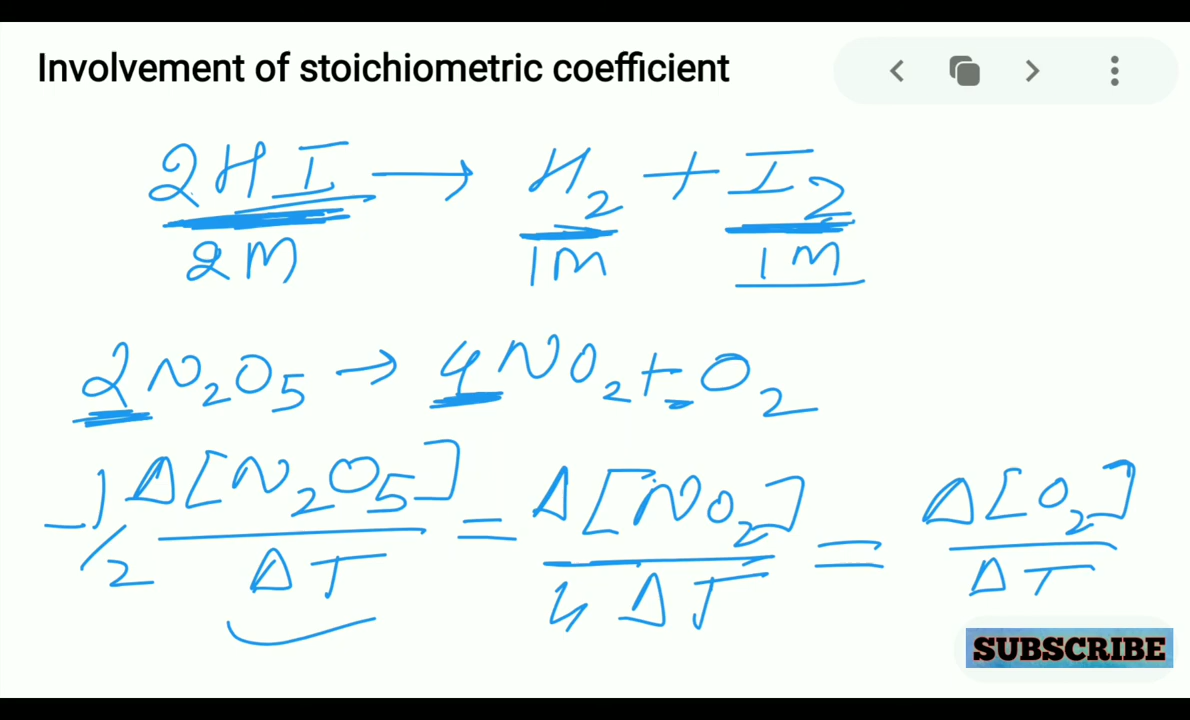 Involvement of stoichiometric coefficient
2HI → H2 + I2
2M 1M 1M
2N2O5 → 4NO2 + O2
-1/2 Δ[N2O5]/ΔT = Δ[NO2]/4ΔT = Δ[O2]/ΔT
SUBSCRIBE